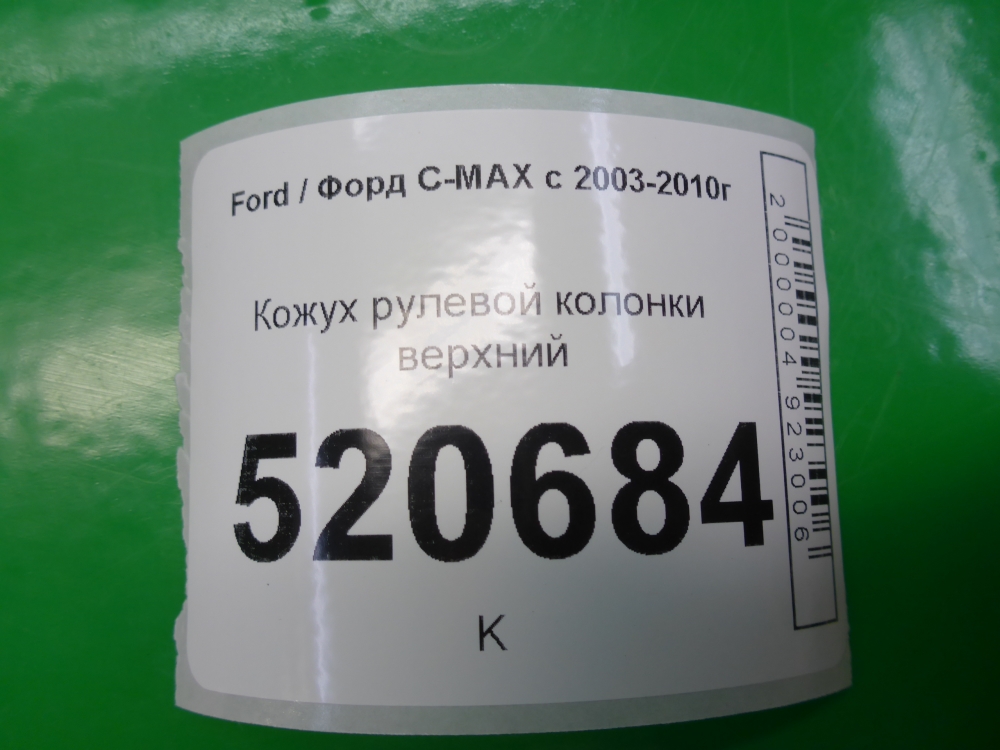 Ford / Форд C-MAX с 2003-2010г
Кожух рулевой колонки
верхний
520684
К
2000004923006